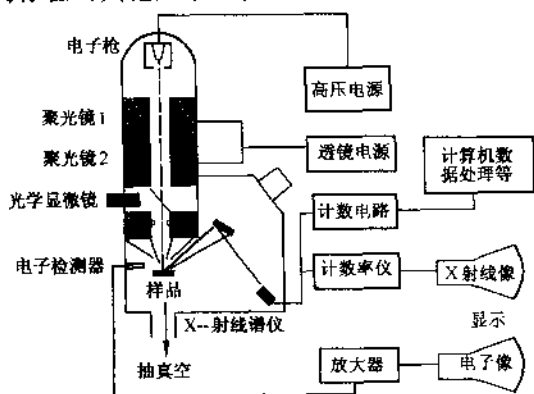 电子枪
高压电源
聚光镜1
聚光镜2
透镜电源
计算机数
据处理等
光学显微镜
计数电路
电子检测器
样品
计数率仪
X射线像
X--射线谱仪
显示
抽真空
放大器
电子像